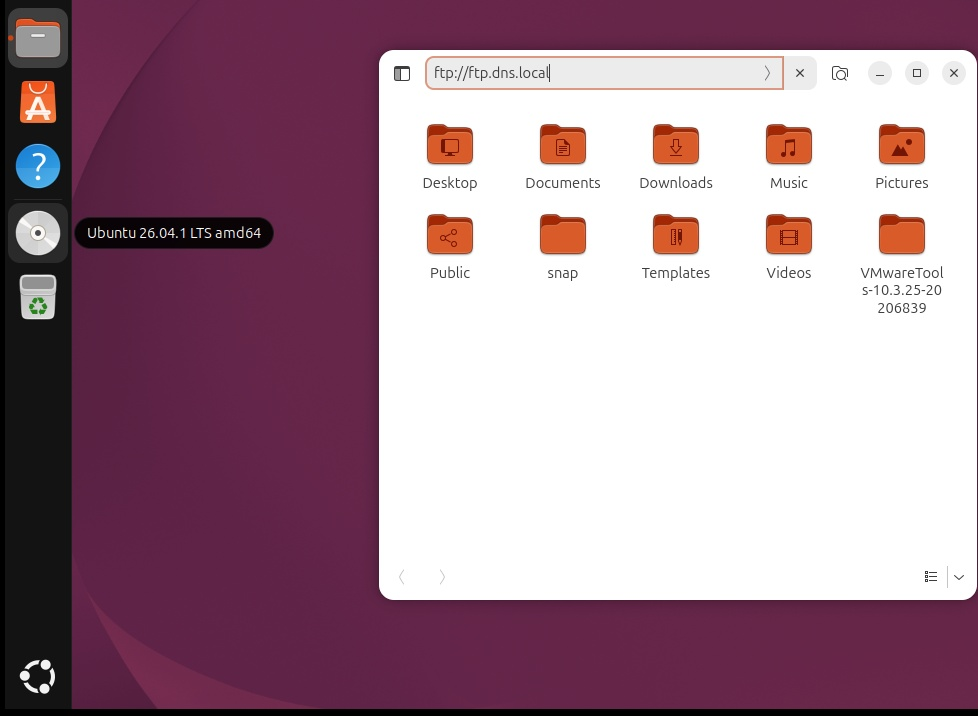 ftp://ftp.dns.local
Desktop
Documents
Downloads
Music
Pictures
Ubuntu 26.04.1 LTS amd64
Public
snap
Templates
Videos
VMwareTool
s-10.3.25-20
206839